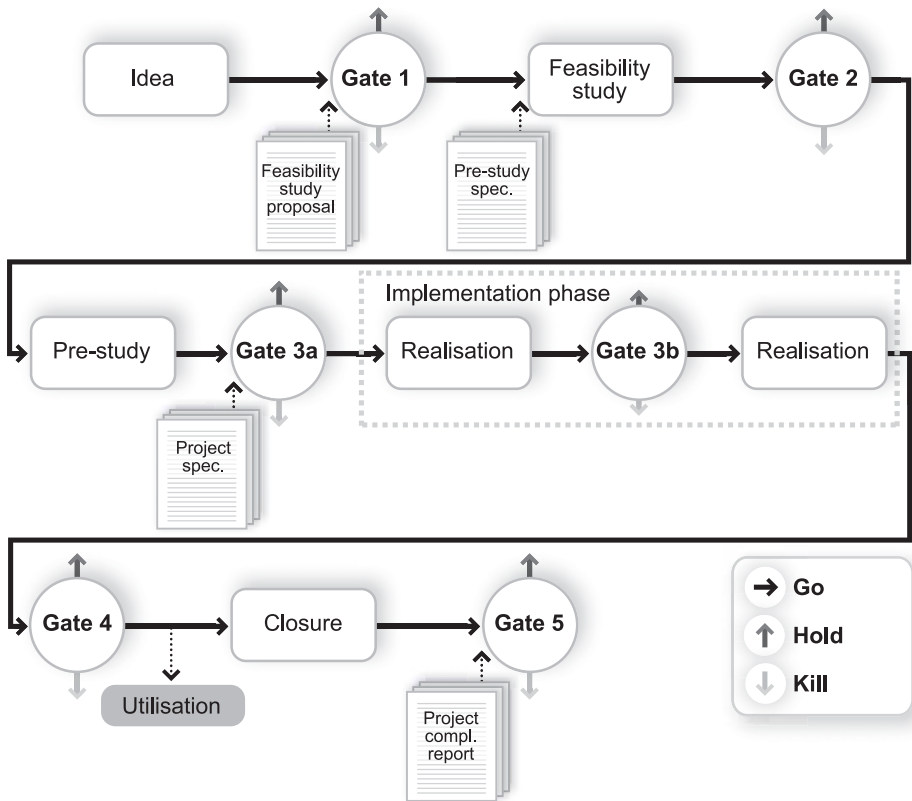 Idea
Gate 1
Feasibility
study
Gate 2
Feasibility
study
proposal
Pre-study
spec.
Implementation phase
Pre-study
Gate 3a
Realisation
Gate 3b
Realisation
Project
spec.
Gate 4
Closure
Gate 5
Utilisation
Project
compl.
report
Go
Hold
Kill